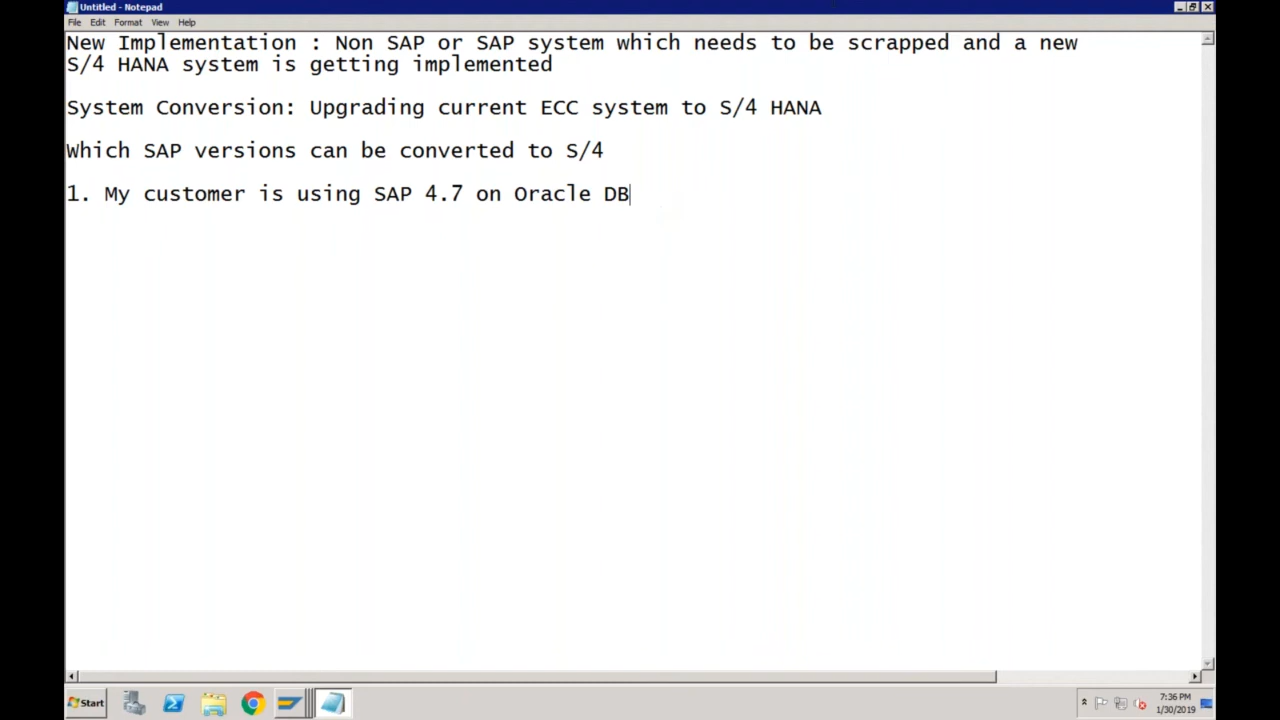 Untitled - Notepad
File Edit Format View Help
New Implementation : Non SAP or SAP system which needs to be scrapped and a new
S/4 HANA system is getting implemented
System Conversion: Upgrading current ECC system to S/4 HANA
Which SAP versions can be converted to S/4
1. My customer is using SAP 4.7 on Oracle DB
Start
7:36 PM
1/30/2019